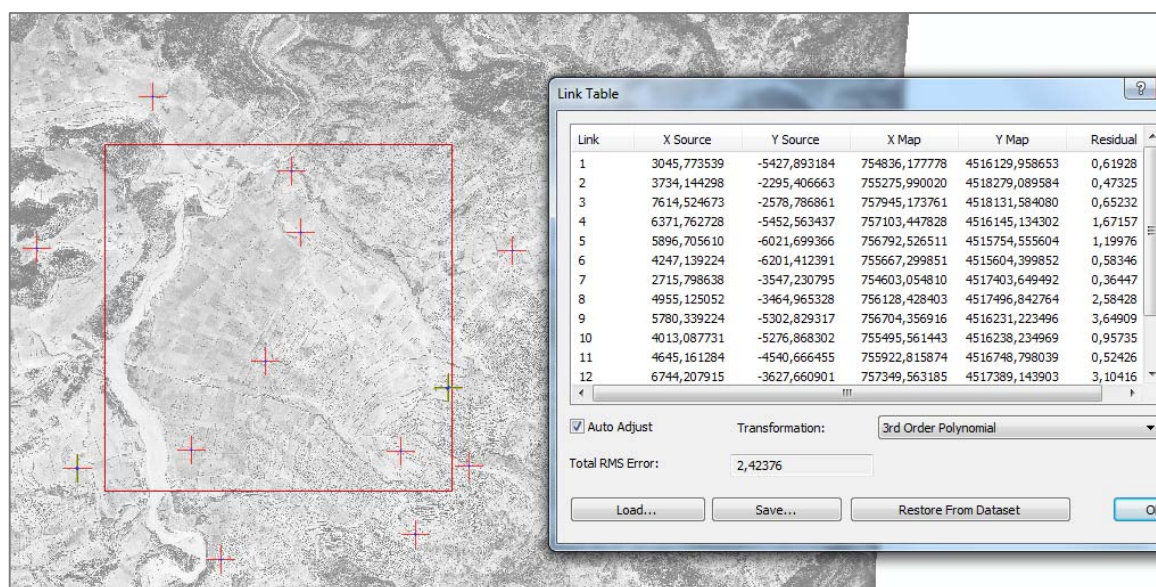 Link Table
?
Link X Source Y Source X Map Y Map Residual
1 3045,773539 -5427,893184 754836,177778 4516129,958653 0,61928
2 3734,144298 -2295,406663 755275,990020 4518279,089584 0,47325
3 7614,524673 -2578,786861 757945,173761 4518131,584080 0,65232
4 6371,762728 -5452,563437 757103,447828 4516145,134302 1,67157
5 5896,705610 -6021,699366 756792,526511 4515754,555604 1,19976
6 4247,139224 -6201,412391 755667,299851 4515604,399852 0,58346
7 2715,798638 -3547,230795 754603,054810 4517403,649492 0,36447
8 4955,125052 -3464,965328 756128,428403 4517496,842764 2,58428
9 5780,339224 -5302,829317 756704,356916 4516231,223496 3,64909
10 4013,087731 -5276,868302 755495,561443 4516238,234969 0,95735
11 4645,161284 -4540,666455 755922,815874 4516748,798039 0,52426
12 6744,207915 -3627,660901 757349,563185 4517389,143903 3,10416
Auto Adjust Transformation: 3rd Order Polynomial
Total RMS Error: 2,42376
Load... Save... Restore From Dataset